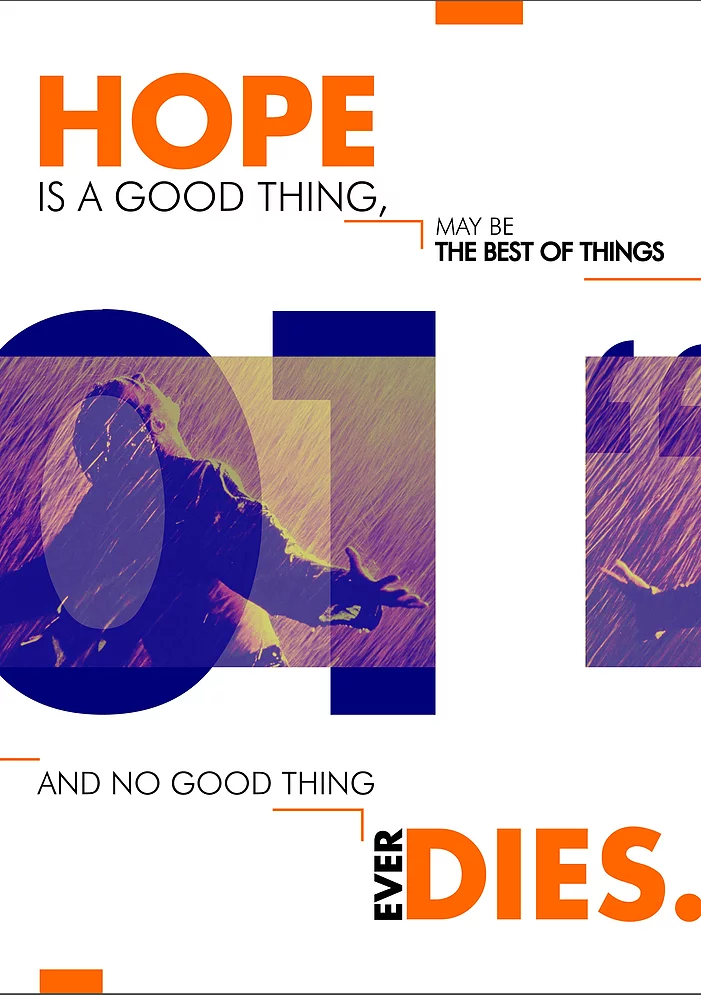 HOPE
IS A GOOD THING,
MAY BE
THE BEST OF THINGS
01 “
AND NO GOOD THING
EVER
DIES.